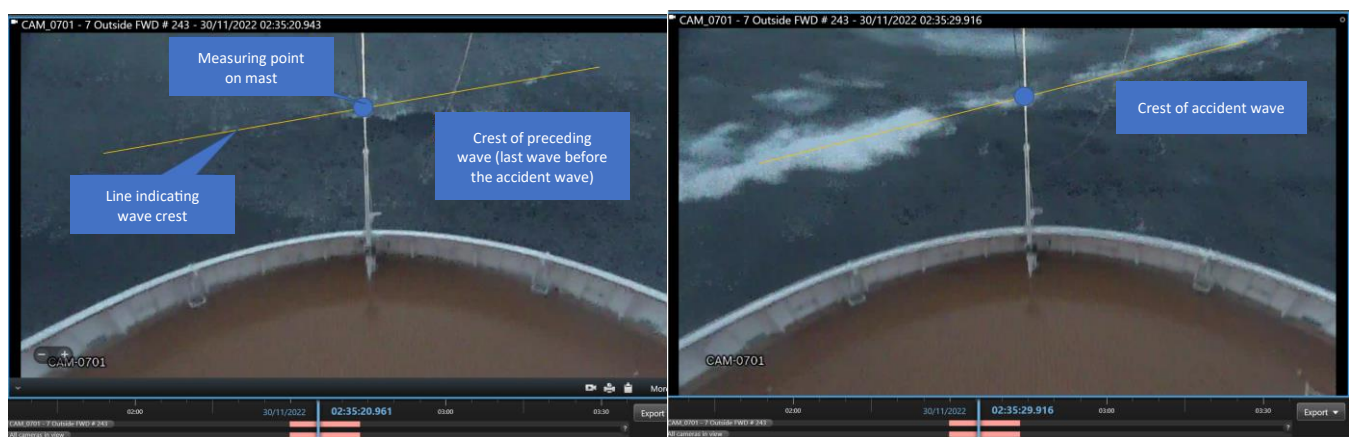 CAM_0701 - 7 Outside FWD # 243 - 30/11/2022 02:35:20.943
Measuring point
on mast
Crest of preceding
wave (last wave before
the accident wave)
Line indicating
wave crest
CAM-0701
More
30/11/2022
02:35:20.961
02:00
03:00
03:30
Export
CAM_0701 - 7 Outside FWD # 243
All cameras in view
CAM_0701 - 7 Outside FWD # 243 - 30/11/2022 02:35:29.916
Crest of accident wave
CAM-0701
30/11/2022
02:35:29.916
02:00
03:00
03:30
Export
CAM_0701 - 7 Outside FWD # 243
All cameras in view